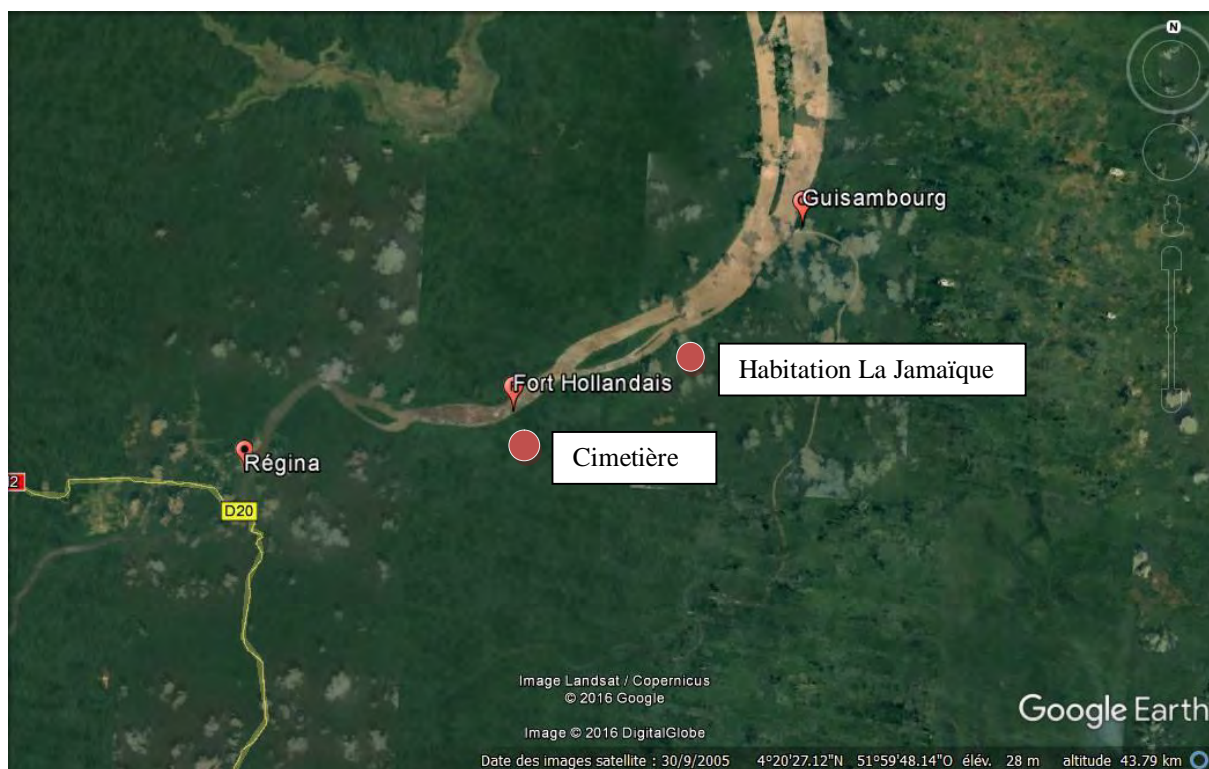 N
Guisambourg
Habitation La Jamaïque
Fort Hollandais
Cimetière
Régina
2
D20
Image Landsat / Copernicus
© 2016 Google
Image © 2016 DigitalGlobe
Google Earth
Date des images satellite : 30/9/2005 4°20'27.12"N 51°59'48.14"O élév. 28 m altitude 43.79 km